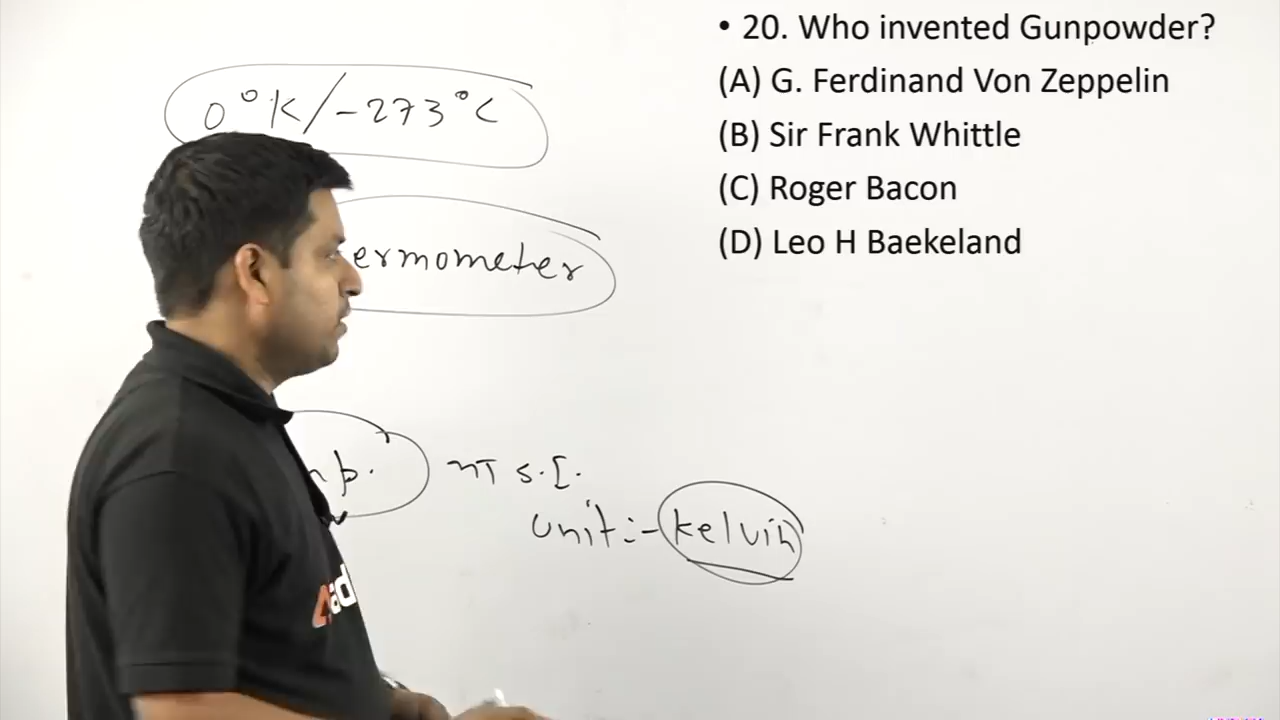 • 20. Who invented Gunpowder?
(A) G. Ferdinand Von Zeppelin
(B) Sir Frank Whittle
(C) Roger Bacon
(D) Leo H Baekeland
0°K/-273°C
ermometer
s.I.
unit:- kelvin